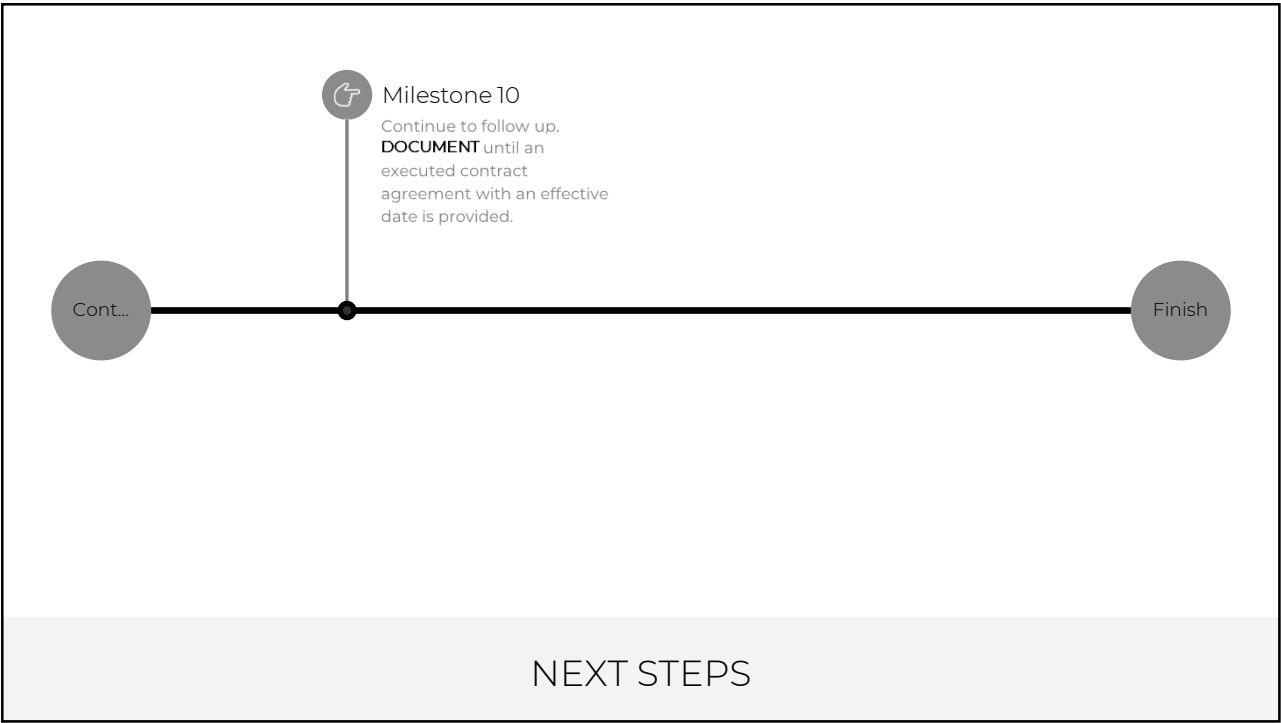 Milestone 10
Continue to follow up,
DOCUMENT until an
executed contract
agreement with an effective
date is provided.
Cont...
Finish
NEXT STEPS